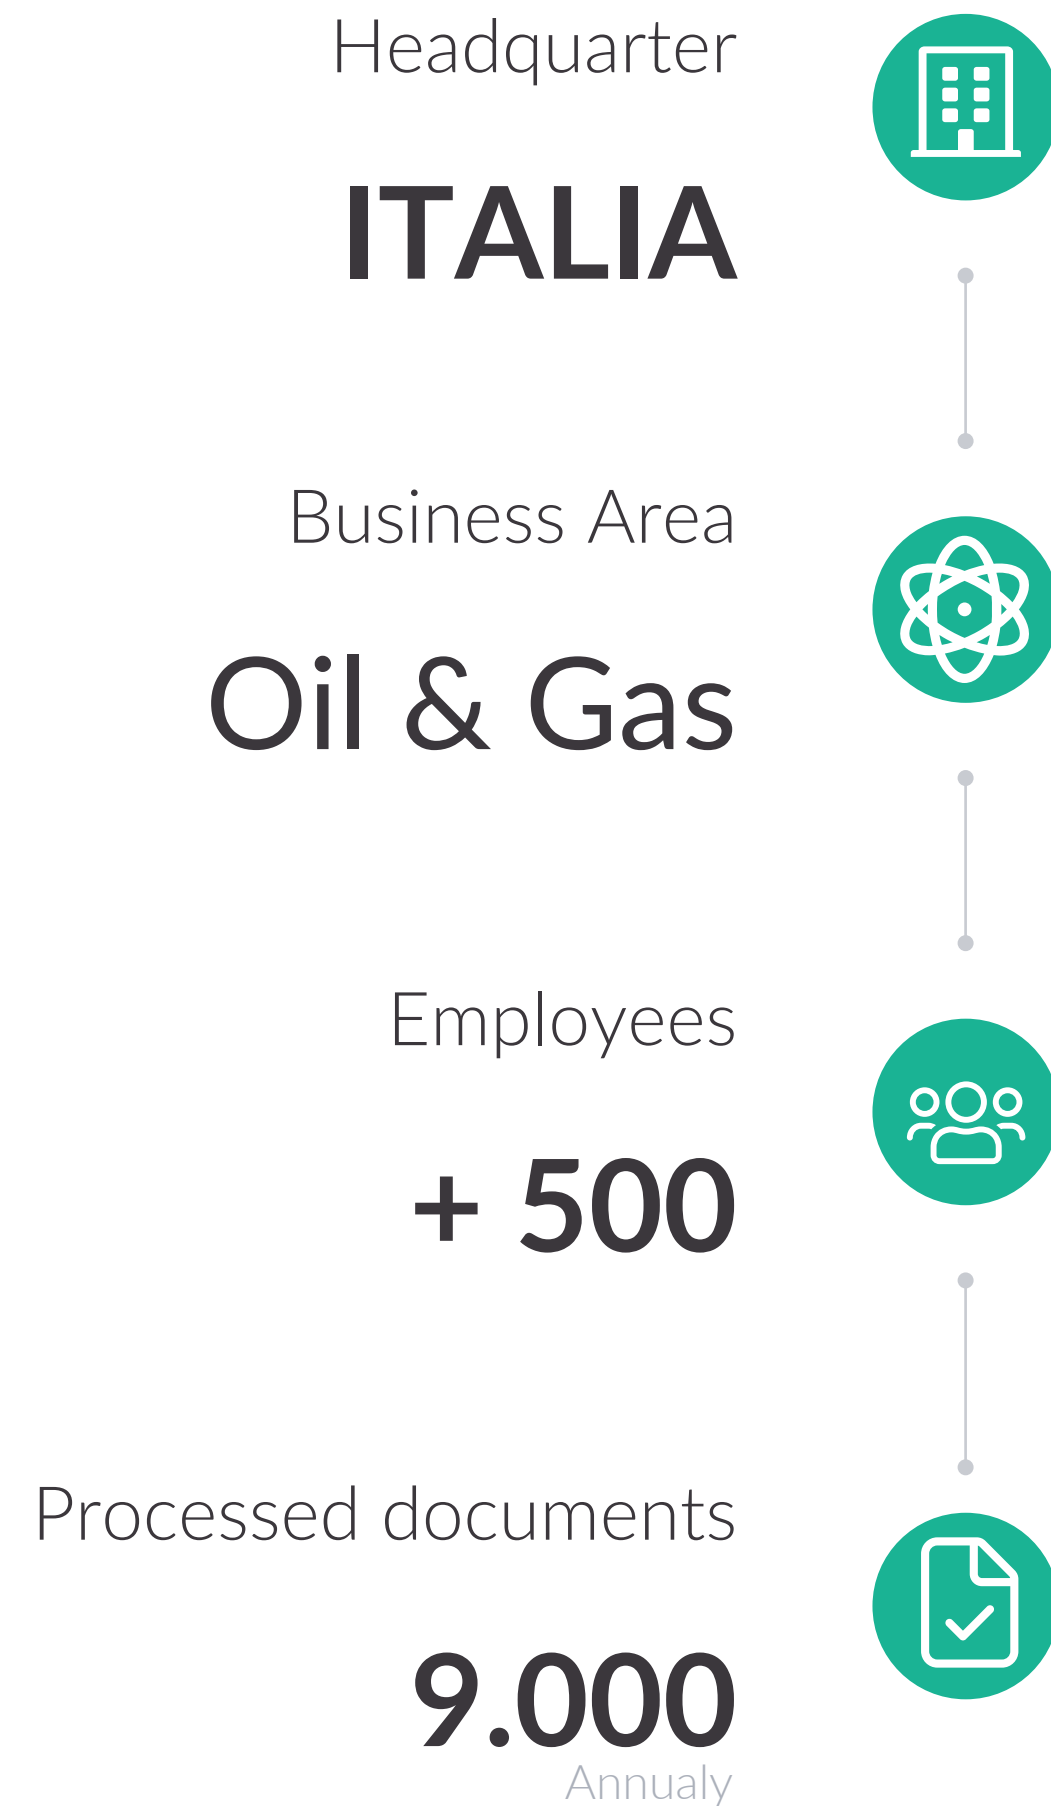 Headquarter
ITALIA
Business Area
Oil & Gas
Employees
+ 500
Processed documents
9.000
Annualy